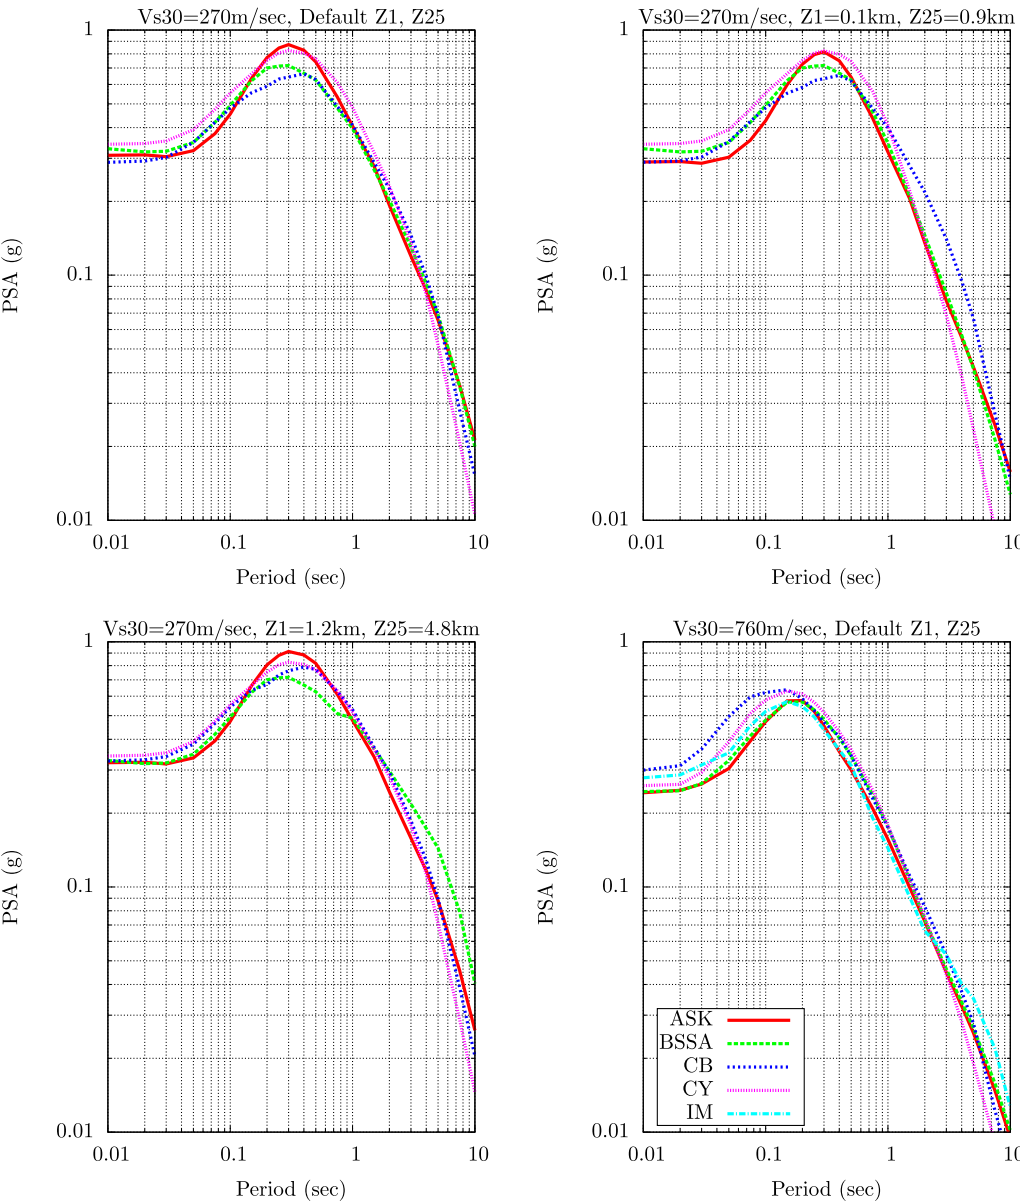 Vs30=270m/sec, Default Z1, Z25
1
0.1
0.01
PSA (g)
0.01 0.1 1 10
Period (sec)
Vs30=270m/sec, Z1=0.1km, Z25=0.9km
1
0.1
0.01
PSA (g)
0.01 0.1 1 10
Period (sec)
Vs30=270m/sec, Z1=1.2km, Z25=4.8km
1
0.1
0.01
PSA (g)
0.01 0.1 1 10
Period (sec)
Vs30=760m/sec, Default Z1, Z25
1
0.1
0.01
PSA (g)
ASK
BSSA
CB
CY
IM
0.01 0.1 1 10
Period (sec)